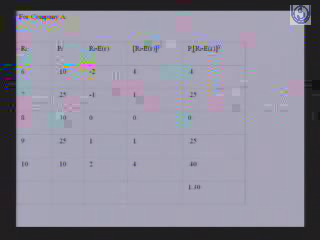 For Company A
Ri Pi Ri-E(r) [Ri-E(r)]² Pi[Ri-E(r)]²
6 .10 -2 4 .4
7 .25 -1 1 .25
8 .30 0 0 0
9 .25 1 1 .25
10 .10 2 4 .40
1.30